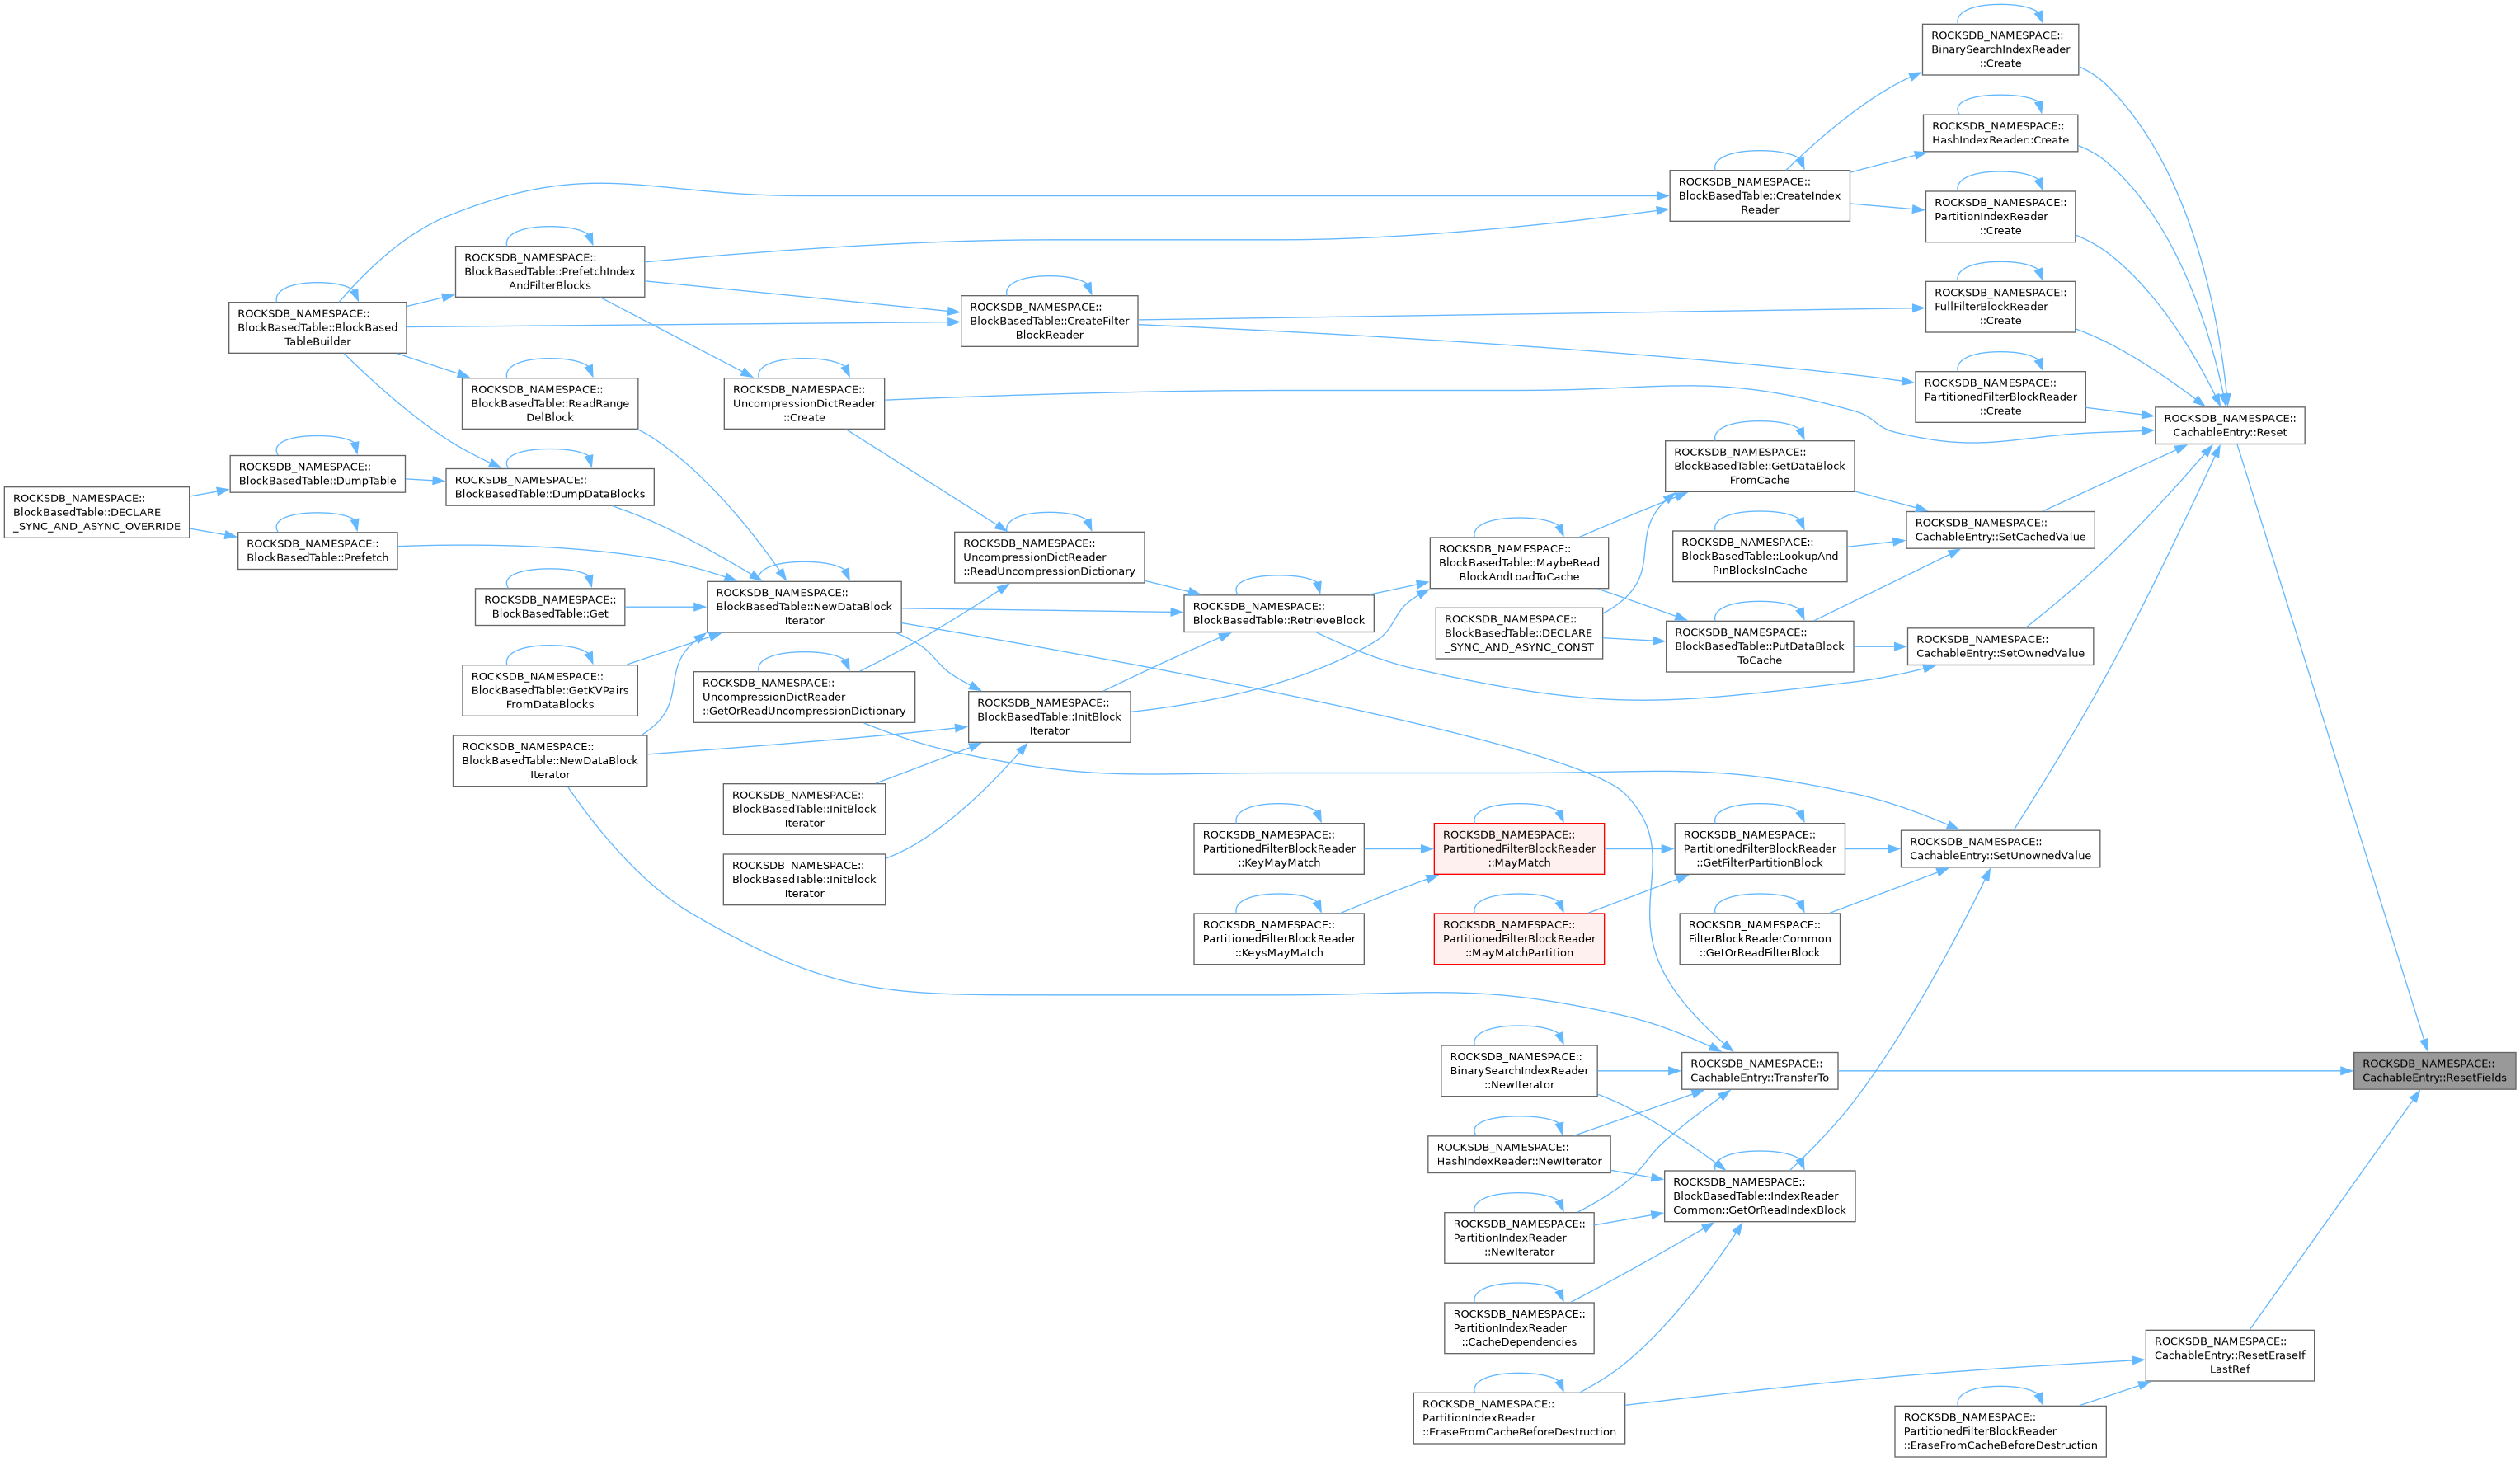 ROCKSDB_NAMESPACE::
BinarySearchIndexReader
::Create
ROCKSDB_NAMESPACE::
HashIndexReader::Create
ROCKSDB_NAMESPACE::
BlockBasedTable::CreateIndex
Reader
ROCKSDB_NAMESPACE::
PartitionIndexReader
::Create
ROCKSDB_NAMESPACE::
BlockBasedTable::PrefetchIndex
AndFilterBlocks
ROCKSDB_NAMESPACE::
FullFilterBlockReader
::Create
ROCKSDB_NAMESPACE::
BlockBasedTable::CreateFilter
BlockReader
ROCKSDB_NAMESPACE::
BlockBasedTable::BlockBased
TableBuilder
ROCKSDB_NAMESPACE::
PartitionedFilterBlockReader
::Create
ROCKSDB_NAMESPACE::
BlockBasedTable::ReadRange
DelBlock
ROCKSDB_NAMESPACE::
UncompressionDictReader
::Create
ROCKSDB_NAMESPACE::
CachableEntry::Reset
ROCKSDB_NAMESPACE::
BlockBasedTable::GetDataBlock
FromCache
ROCKSDB_NAMESPACE::
BlockBasedTable::DumpTable
ROCKSDB_NAMESPACE::
BlockBasedTable::DumpDataBlocks
ROCKSDB_NAMESPACE::
BlockBasedTable::DECLARE
_SYNC_AND_ASYNC_OVERRIDE
ROCKSDB_NAMESPACE::
CachableEntry::SetCachedValue
ROCKSDB_NAMESPACE::
BlockBasedTable::LookupAnd
PinBlocksInCache
ROCKSDB_NAMESPACE::
BlockBasedTable::Prefetch
ROCKSDB_NAMESPACE::
UncompressionDictReader
::ReadUncompressionDictionary
ROCKSDB_NAMESPACE::
BlockBasedTable::MaybeRead
BlockAndLoadToCache
ROCKSDB_NAMESPACE::
BlockBasedTable::Get
ROCKSDB_NAMESPACE::
BlockBasedTable::NewDataBlock
Iterator
ROCKSDB_NAMESPACE::
BlockBasedTable::RetrieveBlock
ROCKSDB_NAMESPACE::
BlockBasedTable::DECLARE
_SYNC_AND_ASYNC_CONST
ROCKSDB_NAMESPACE::
BlockBasedTable::PutDataBlock
ToCache
ROCKSDB_NAMESPACE::
CachableEntry::SetOwnedValue
ROCKSDB_NAMESPACE::
BlockBasedTable::GetKVPairs
FromDataBlocks
ROCKSDB_NAMESPACE::
UncompressionDictReader
::GetOrReadUncompressionDictionary
ROCKSDB_NAMESPACE::
BlockBasedTable::InitBlock
Iterator
ROCKSDB_NAMESPACE::
BlockBasedTable::NewDataBlock
Iterator
ROCKSDB_NAMESPACE::
BlockBasedTable::InitBlock
Iterator
ROCKSDB_NAMESPACE::
BlockBasedTable::InitBlock
Iterator
ROCKSDB_NAMESPACE::
PartitionedFilterBlockReader
::KeyMayMatch
ROCKSDB_NAMESPACE::
PartitionedFilterBlockReader
::MayMatch
ROCKSDB_NAMESPACE::
PartitionedFilterBlockReader
::GetFilterPartitionBlock
ROCKSDB_NAMESPACE::
CachableEntry::SetUnownedValue
ROCKSDB_NAMESPACE::
PartitionedFilterBlockReader
::KeysMayMatch
ROCKSDB_NAMESPACE::
PartitionedFilterBlockReader
::MayMatchPartition
ROCKSDB_NAMESPACE::
FilterBlockReaderCommon
::GetOrReadFilterBlock
ROCKSDB_NAMESPACE::
BinarySearchIndexReader
::NewIterator
ROCKSDB_NAMESPACE::
CachableEntry::TransferTo
ROCKSDB_NAMESPACE::
CachableEntry::ResetFields
ROCKSDB_NAMESPACE::
HashIndexReader::NewIterator
ROCKSDB_NAMESPACE::
BlockBasedTable::IndexReader
Common::GetOrReadIndexBlock
ROCKSDB_NAMESPACE::
PartitionIndexReader
::NewIterator
ROCKSDB_NAMESPACE::
PartitionIndexReader
::CacheDependencies
ROCKSDB_NAMESPACE::
CachableEntry::ResetEraseIf
LastRef
ROCKSDB_NAMESPACE::
PartitionIndexReader
::EraseFromCacheBeforeDestruction
ROCKSDB_NAMESPACE::
PartitionedFilterBlockReader
::EraseFromCacheBeforeDestruction